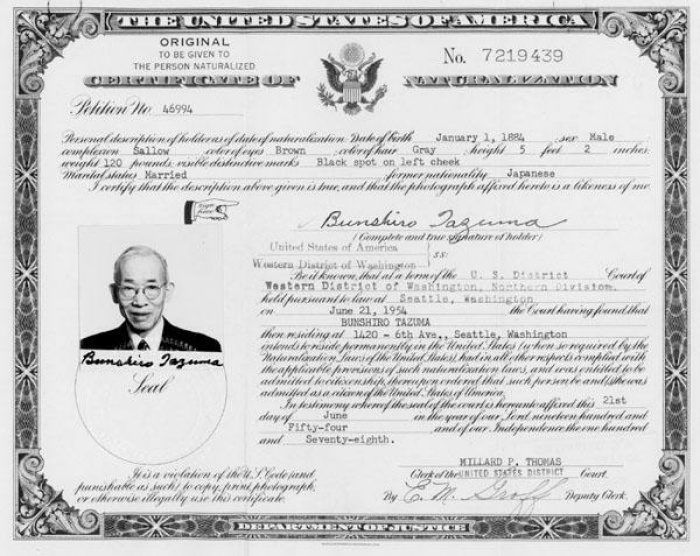 THE UNITED STATES OF AMERICA
ORIGINAL
TO BE GIVEN TO
THE PERSON NATURALIZED
No. 7219439
CERTIFICATE OF NATURALIZATION
Petition No 46994
Personal description of holder as of date of naturalization: Date of birth January 1, 1884 sex Male
complexion Sallow color of eyes Brown color of hair Gray height 5 feet 2 inches
weight 120 pounds; visible distinctive marks Black spot on left cheek
Marital status Married former nationality Japanese
I certify that the description above given is true, and that the photograph affixed hereto is a likeness of me.
Bunshiro Tazuma
(Complete and true signature of holder)
United States of America
Western District of Washington
ss:
Be it known, that at a term of the U. S. District Court of
Western District of Washington, Northern Division.
held pursuant to law at Seattle, Washington
on June 21, 1954 the Court having found that
BUNSHIRO TAZUMA
then residing at 1420 - 6th Ave., Seattle, Washington
intends to reside permanently in the United States (when so required by the
Naturalization Laws of the United States), had in all other respects complied with
the applicable provisions of such naturalization laws, and was entitled to be
admitted to citizenship, thereupon ordered that such person be and (s)he was
admitted as a citizen of the United States of America.
In testimony whereof the seal of the court is hereunto affixed this 21st
day of June in the year of our Lord nineteen hundred and
Fifty-four and of our Independence the one hundred
and Seventy-eighth.
Bunshiro Tazuma
Seal
MILLARD P. THOMAS
Clerk of the UNITED STATES DISTRICT Court.
By E. M. Deputy Clerk.
It is a violation of the U. S. Code (and
punishable as such) to copy, print, photograph,
or otherwise illegally use this certificate.
DEPARTMENT OF JUSTICE